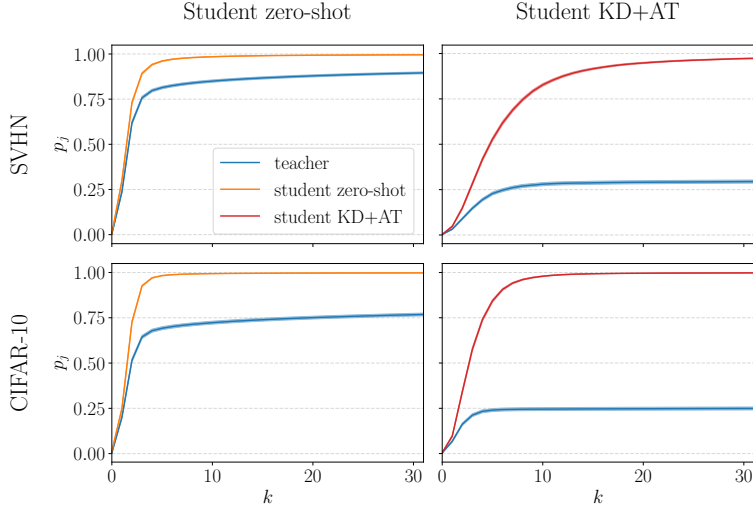 Student zero-shot
Student KD+AT
SVHN
p_j
1.00
0.75
0.50
0.25
0.00
teacher
student zero-shot
student KD+AT
CIFAR-10
p_j
1.00
0.75
0.50
0.25
0.00
0 10 20 30
k
0 10 20 30
k